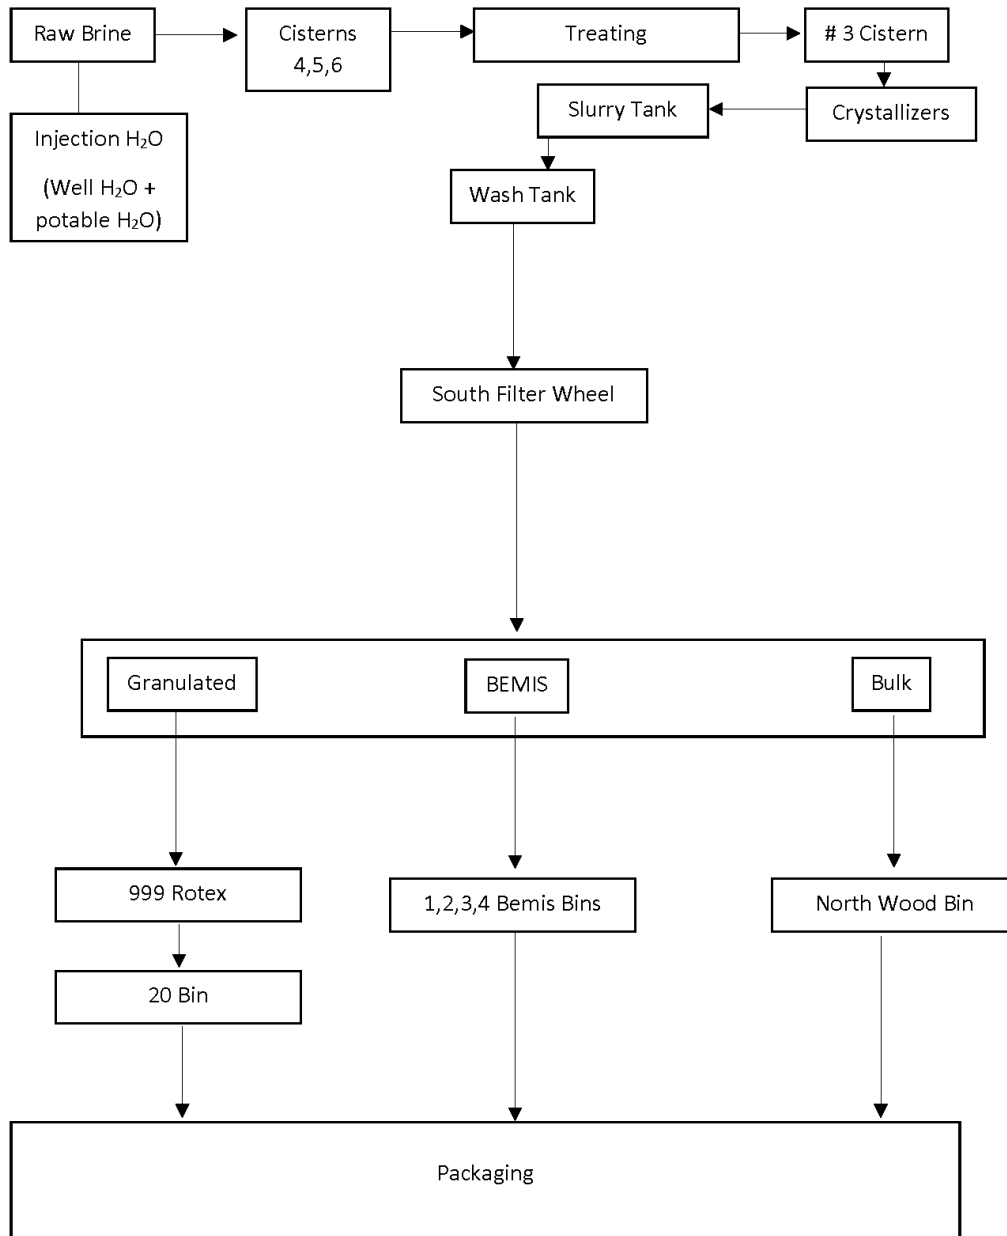 Raw Brine
Cisterns
4,5,6
Treating
# 3 Cistern
Slurry Tank
Crystallizers
Injection H₂O
(Well H₂O +
potable H₂O)
Wash Tank
South Filter Wheel
Granulated
BEMIS
Bulk
999 Rotex
1,2,3,4 Bemis Bins
North Wood Bin
20 Bin
Packaging